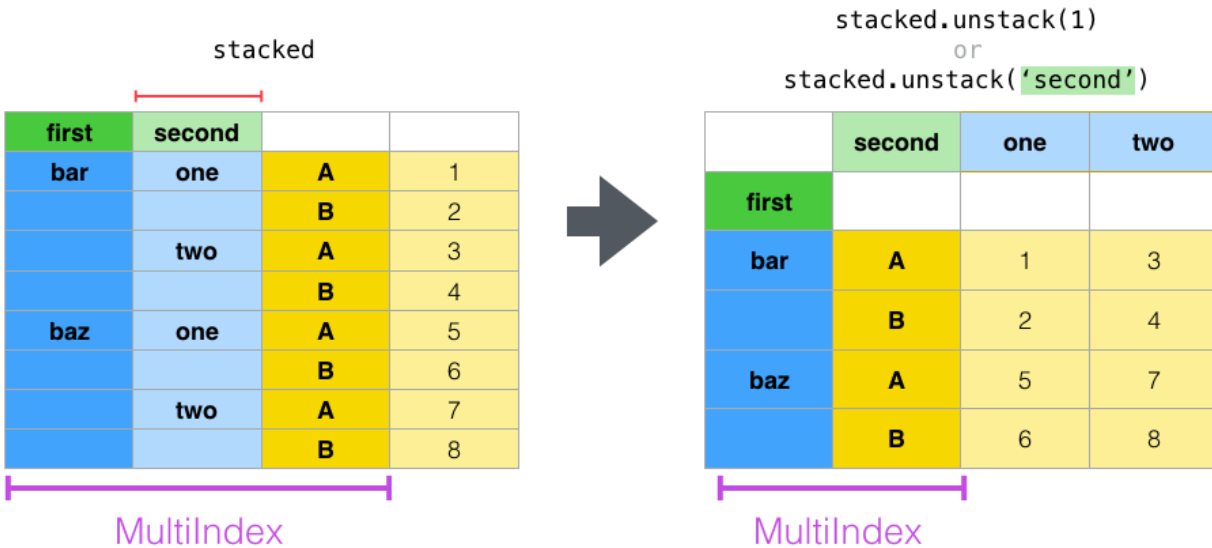 stacked
first second
bar one A 1
B 2
two A 3
B 4
baz one A 5
B 6
two A 7
B 8
MultiIndex
stacked.unstack(1)
or
stacked.unstack(‘second’)
second one two
first
bar A 1 3
B 2 4
baz A 5 7
B 6 8
MultiIndex